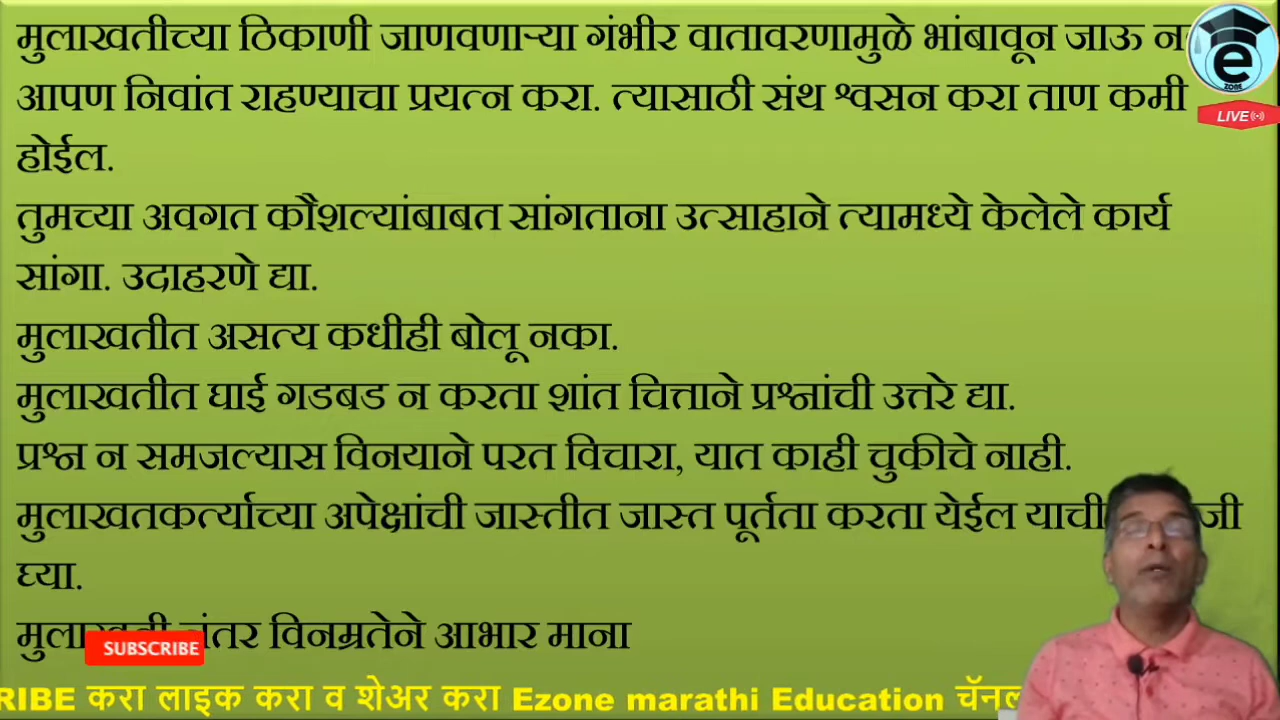 मुलाखतीच्या ठिकाणी जाणवणाऱ्या गंभीर वातावरणामुळे भांबावून जाऊ
आपण निवांत राहण्याचा प्रयत्न करा. त्यासाठी संथ श्वसन करा ताण कमी
होईल.
तुमच्या अवगत कौशल्यांबाबत सांगताना उत्साहाने त्यामध्ये केलेले कार्य
सांगा. उदाहरणे द्या.
मुलाखतीत असत्य कधीही बोलू नका.
मुलाखतीत घाई गडबड न करता शांत चित्ताने प्रश्नांची उत्तरे द्या.
प्रश्न न समजल्यास विनयाने परत विचारा, यात काही चुकीचे नाही.
मुलाखतकर्त्याच्या अपेक्षांची जास्तीत जास्त पूर्तता करता येईल याची
घ्या.
विनम्रतेने आभार माना
e
ZOBE
LIVE
SUBSCRIBE
RIBE करा लाइक करा व शेअर करा Ezone marathi Education